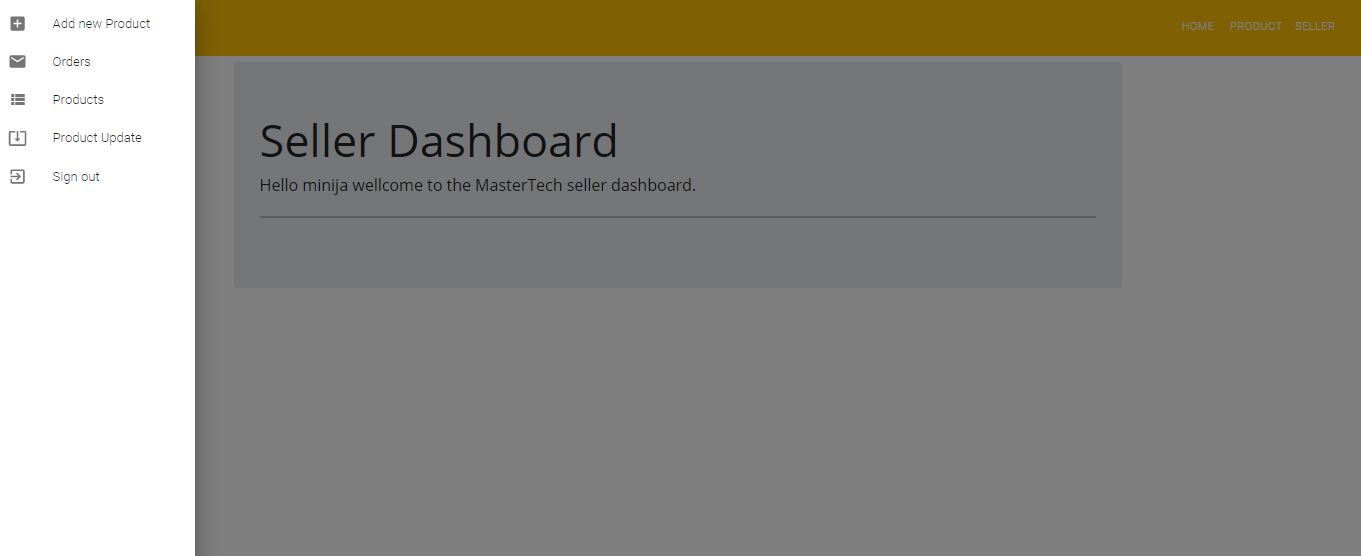 Add new Product
Orders
Products
Product Update
Sign out
HOME PRODUCT SELLER
Seller Dashboard
Hello minija wellcome to the MasterTech seller dashboard.